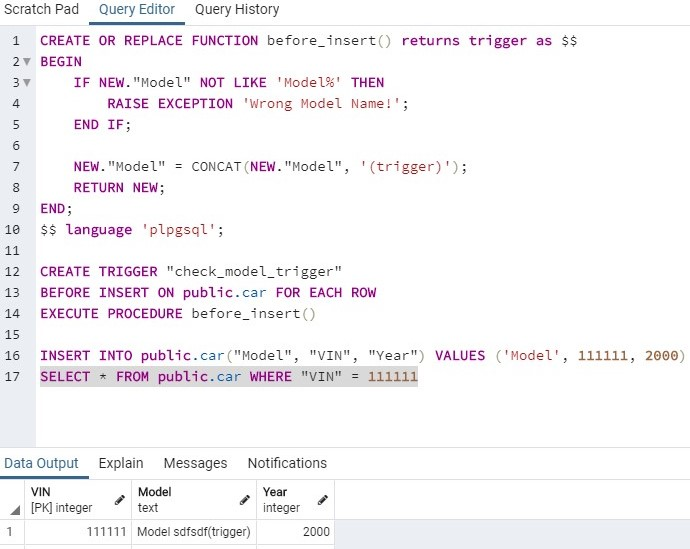 Scratch Pad Query Editor Query History
1 CREATE OR REPLACE FUNCTION before_insert() returns trigger as $$
2 BEGIN
3 IF NEW."Model" NOT LIKE 'Model%' THEN
4 RAISE EXCEPTION 'Wrong Model Name!';
5 END IF;
6
7 NEW."Model" = CONCAT(NEW."Model", '(trigger)');
8 RETURN NEW;
9 END;
10 $$ language 'plpgsql';
11
12 CREATE TRIGGER "check_model_trigger"
13 BEFORE INSERT ON public.car FOR EACH ROW
14 EXECUTE PROCEDURE before_insert()
15
16 INSERT INTO public.car("Model", "VIN", "Year") VALUES ('Model', 111111, 2000)
17 SELECT * FROM public.car WHERE "VIN" = 111111
Data Output Explain Messages Notifications
VIN Model Year
[PK] integer text integer
1 111111 Model sdfsdf(trigger) 2000